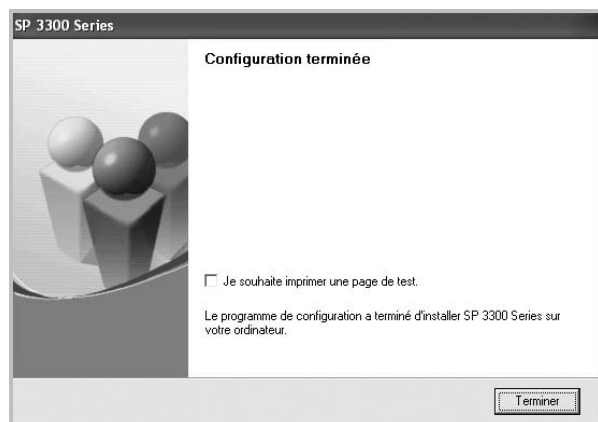 SP 3300 Series
Configuration terminée
Je souhaite imprimer une page de test.
Le programme de configuration a terminé d'installer SP 3300 Series sur
votre ordinateur.
Terminer